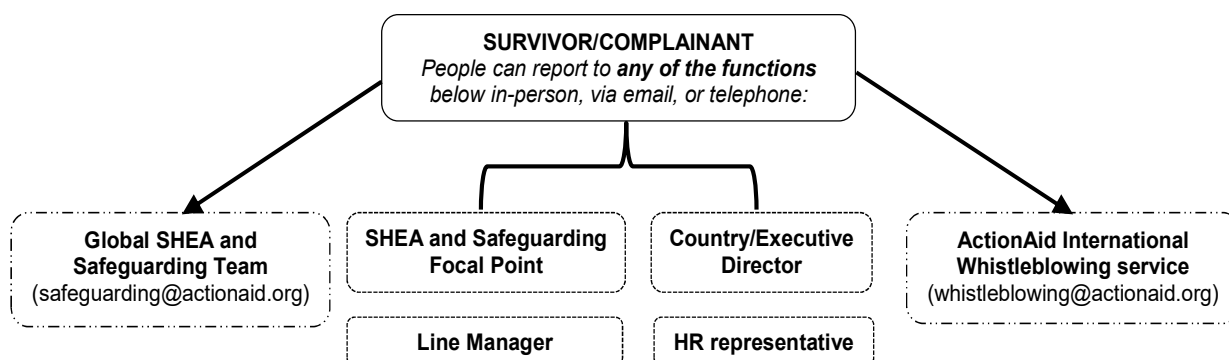 SURVIVOR/COMPLAINANT
People can report to any of the functions
below in-person, via email, or telephone:
Global SHEA and
Safeguarding Team
(safeguarding@actionaid.org)
SHEA and Safeguarding
Focal Point
Country/Executive
Director
ActionAid International
Whistleblowing service
(whistleblowing@actionaid.org)
Line Manager
HR representative